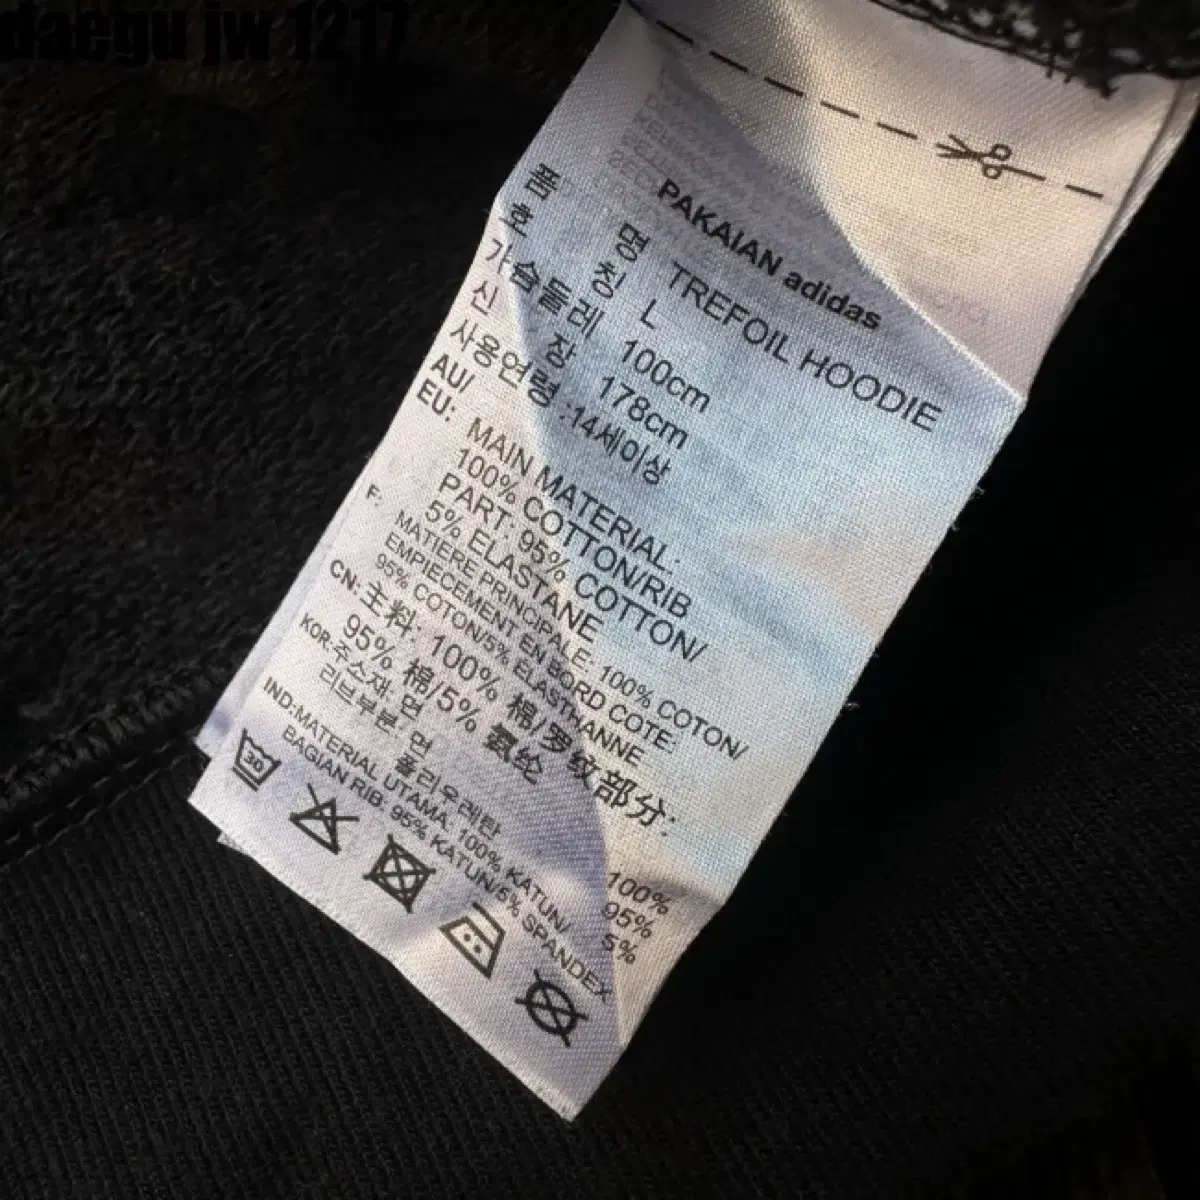 daegu jw 1217
PAKAIAN adidas
품 명 TREFOIL HOODIE
호 칭 L
가슴둘레 100cm
신 장 178cm
사용연령 :14세이상
AU/
EU: MAIN MATERIAL:
100% COTTON/RIB
PART: 95% COTTON/
5% ELASTANE
F: MATIERE PRINCIPALE: 100% COTON/
EMPIECEMENT EN BORD COTE:
95% COTON/5% ELASTHANNE
CN: 主料: 100% 棉/罗纹部分:
95% 棉/5% 氨纶
KOR: 주소재: 면 100%
리브부분: 면 95%
폴리우레탄 5%
IND:MATERIAL UTAMA: 100% KATUN/
BAGIAN RIB: 95% KATUN/5% SPANDEX
30